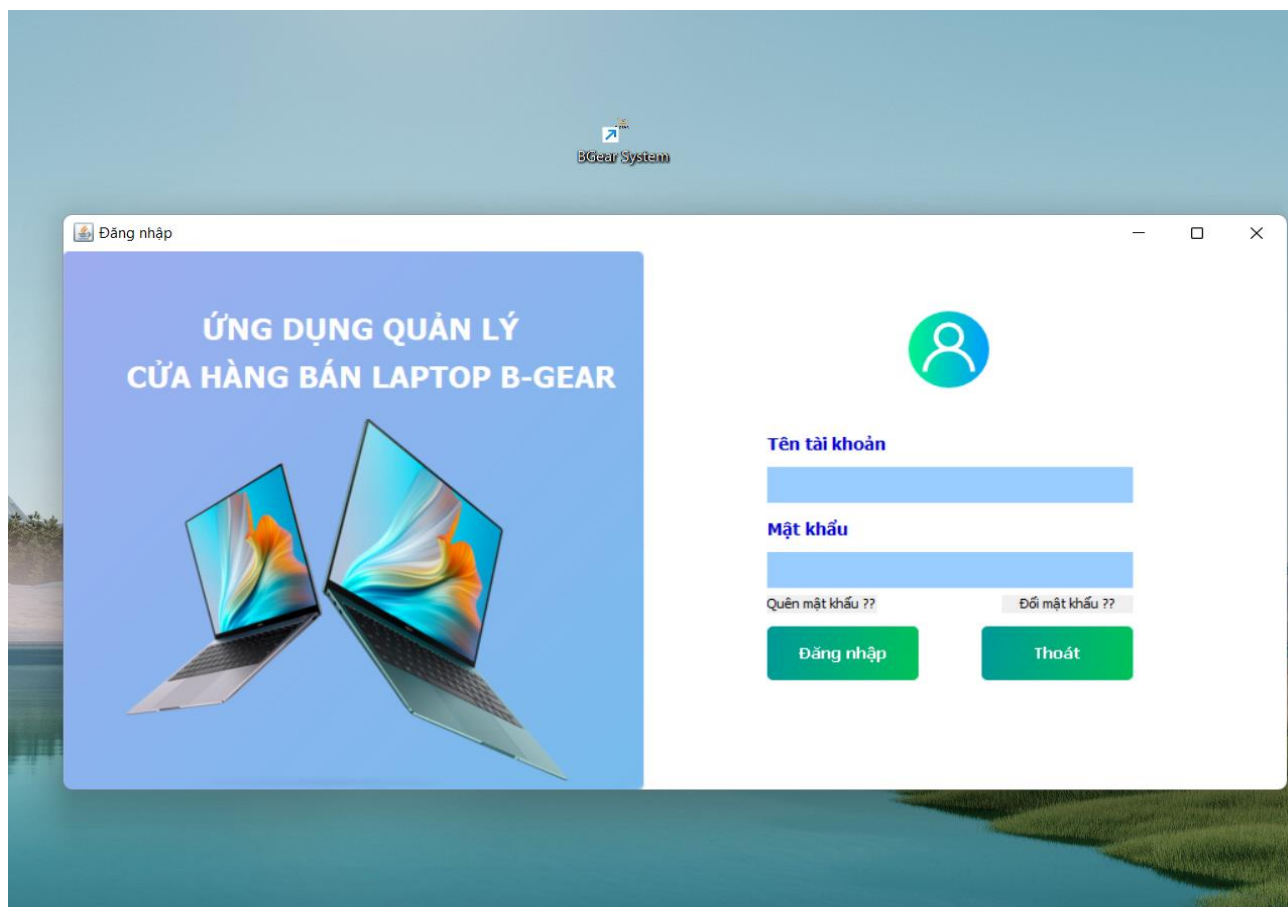 BGear System
Đăng nhập
ỨNG DỤNG QUẢN LÝ
CỬA HÀNG BÁN LAPTOP B-GEAR
Tên tài khoản
Mật khẩu
Quên mật khẩu ??
Đổi mật khẩu ??
Đăng nhập
Thoát